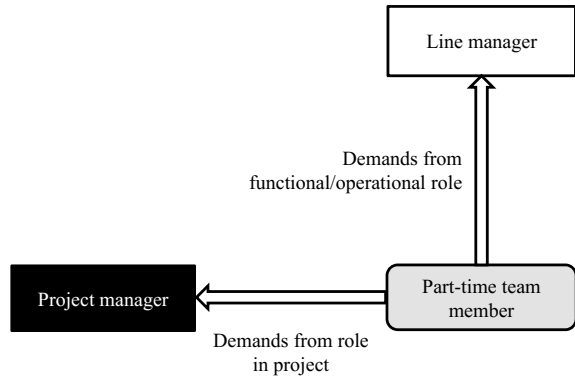 Line manager
Demands from
functional/operational role
Project manager
Part-time team
member
Demands from role
in project